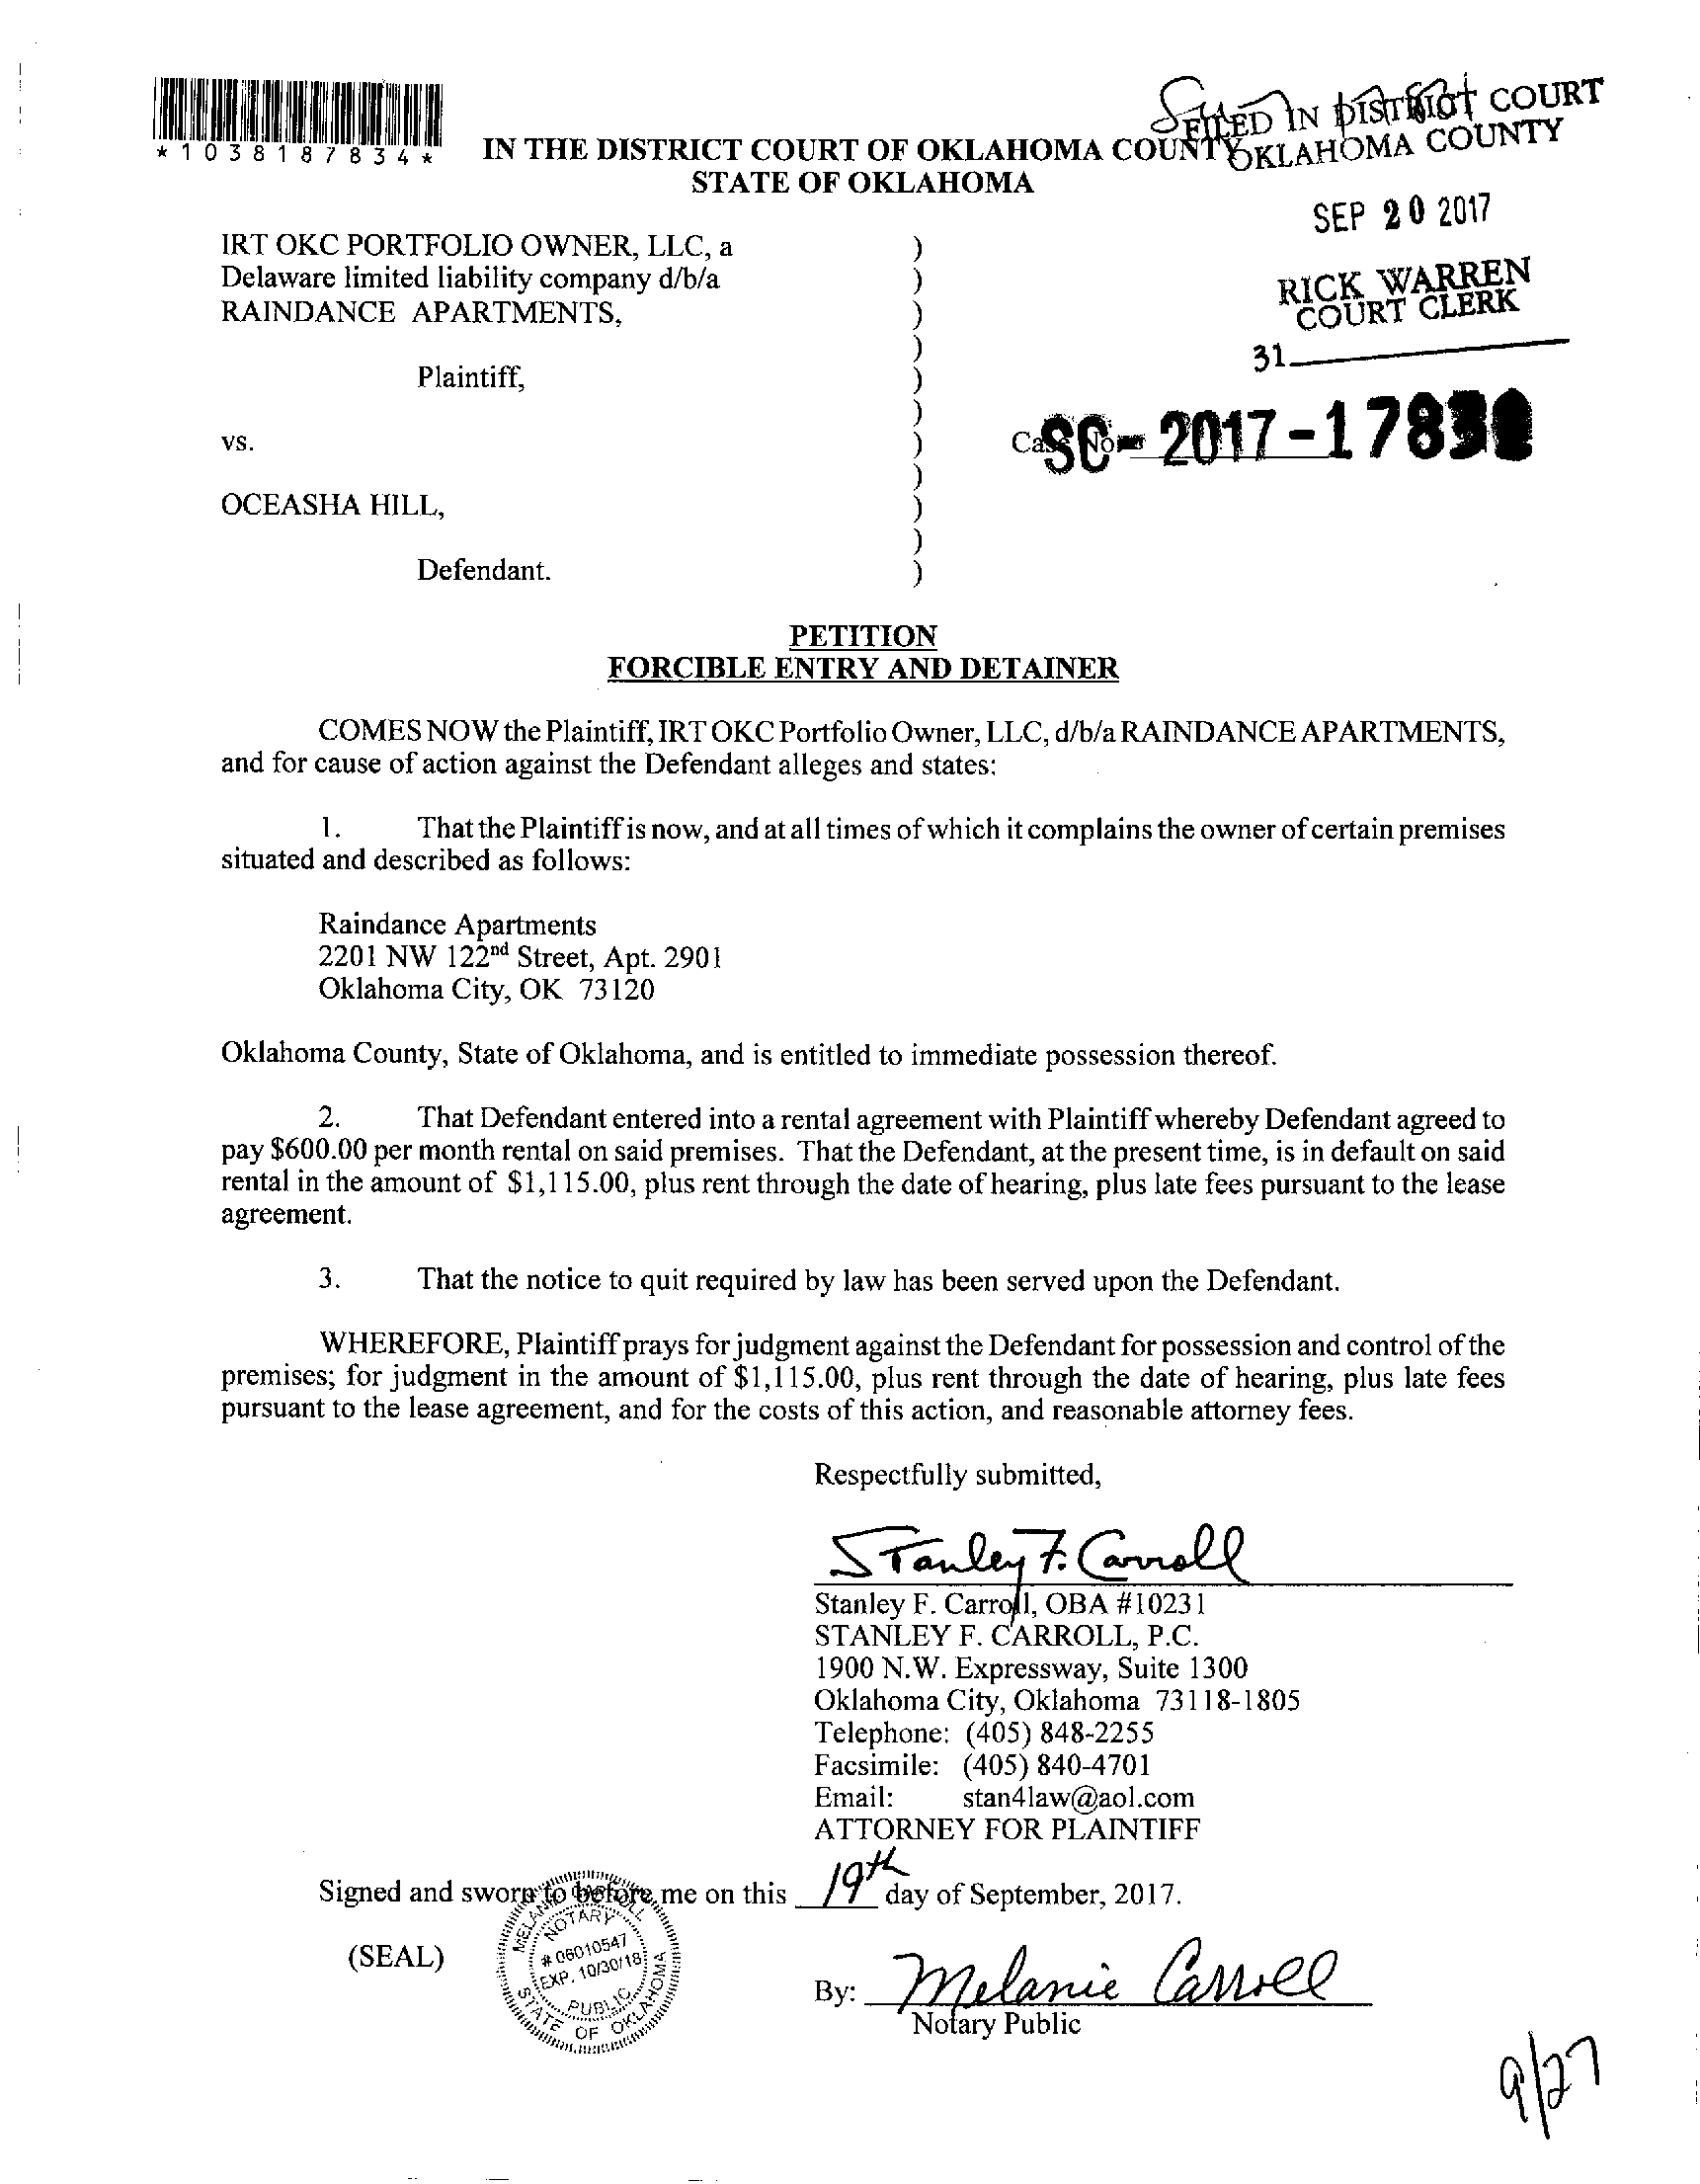 *1038187834*
FILED IN DISTRICT COURT
OKLAHOMA COUNTY
IN THE DISTRICT COURT OF OKLAHOMA COUNTY
STATE OF OKLAHOMA
SEP 20 2017
RICK WARREN
COURT CLERK
31
IRT OKC PORTFOLIO OWNER, LLC, a )
Delaware limited liability company d/b/a )
RAINDANCE APARTMENTS, )
)
Plaintiff, )
)
vs. ) Case No. SC-2017-178
)
OCEASHA HILL, )
)
Defendant. )
PETITION
FORCIBLE ENTRY AND DETAINER
COMES NOW the Plaintiff, IRT OKC Portfolio Owner, LLC, d/b/a RAINDANCE APARTMENTS,
and for cause of action against the Defendant alleges and states:
1. That the Plaintiff is now, and at all times of which it complains the owner of certain premises
situated and described as follows:
Raindance Apartments
2201 NW 122nd Street, Apt. 2901
Oklahoma City, OK 73120
Oklahoma County, State of Oklahoma, and is entitled to immediate possession thereof.
2. That Defendant entered into a rental agreement with Plaintiff whereby Defendant agreed to
pay $600.00 per month rental on said premises. That the Defendant, at the present time, is in default on said
rental in the amount of $1,115.00, plus rent through the date of hearing, plus late fees pursuant to the lease
agreement.
3. That the notice to quit required by law has been served upon the Defendant.
WHEREFORE, Plaintiff prays for judgment against the Defendant for possession and control of the
premises; for judgment in the amount of $1,115.00, plus rent through the date of hearing, plus late fees
pursuant to the lease agreement, and for the costs of this action, and reasonable attorney fees.
Respectfully submitted,
Stanley F. Carroll
Stanley F. Carroll, OBA #10231
STANLEY F. CARROLL, P.C.
1900 N.W. Expressway, Suite 1300
Oklahoma City, Oklahoma 73118-1805
Telephone: (405) 848-2255
Facsimile: (405) 840-4701
Email: stan4law@aol.com
ATTORNEY FOR PLAINTIFF
Signed and sworn to before me on this 19th day of September, 2017.
(SEAL)
MELANIE CARROLL
NOTARY
# 06010547
EXP. 10/30/18
PUBLIC
STATE OF OKLAHOMA
By: Melanie Carroll
Notary Public
9/27